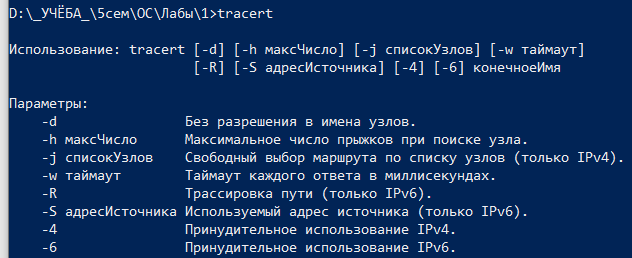 D:\_УЧЁБА_\5сем\ОС\Лабы\1>tracert
Использование: tracert [-d] [-h максЧисло] [-j списокУзлов] [-w таймаут]
[-R] [-S адресИсточника] [-4] [-6] конечноеИмя
Параметры:
-d Без разрешения в имена узлов.
-h максЧисло Максимальное число прыжков при поиске узла.
-j списокУзлов Свободный выбор маршрута по списку узлов (только IPv4).
-w таймаут Таймаут каждого ответа в миллисекундах.
-R Трассировка пути (только IPv6).
-S адресИсточника Используемый адрес источника (только IPv6).
-4 Принудительное использование IPv4.
-6 Принудительное использование IPv6.